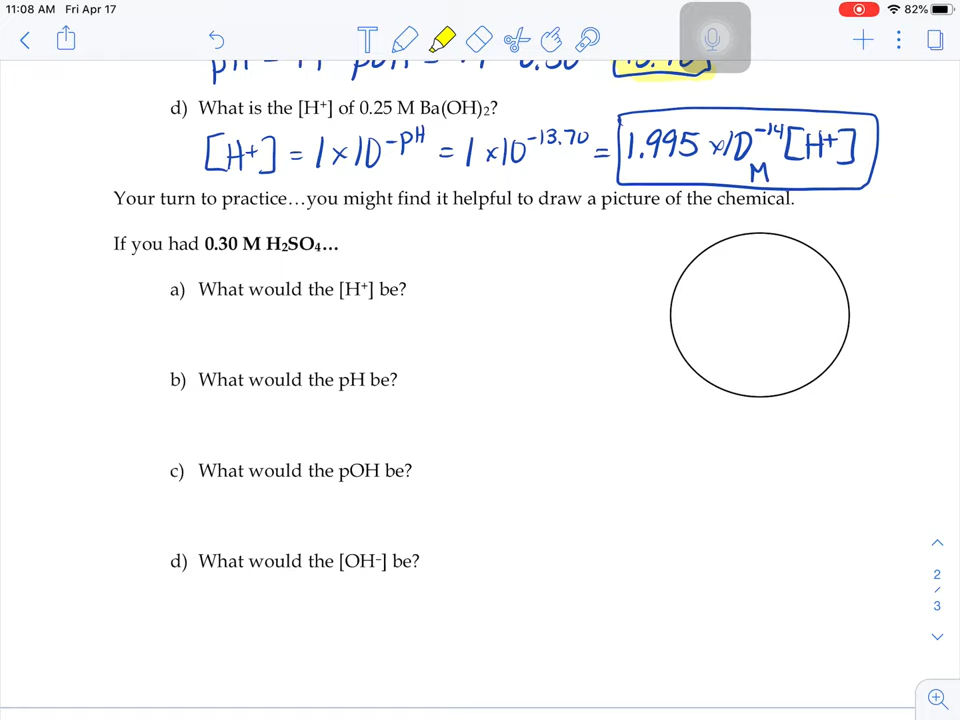 11:08 AM Fri Apr 17
82%
d) What is the [H⁺] of 0.25 M Ba(OH)₂?
[H+] = 1 × 10^-pH = 1 × 10^-13.70 = 1.995 × 10^-14 [H+]
M
Your turn to practice…you might find it helpful to draw a picture of the chemical.
If you had 0.30 M H₂SO₄…
a) What would the [H⁺] be?
b) What would the pH be?
c) What would the pOH be?
d) What would the [OH⁻] be?
2
/
3